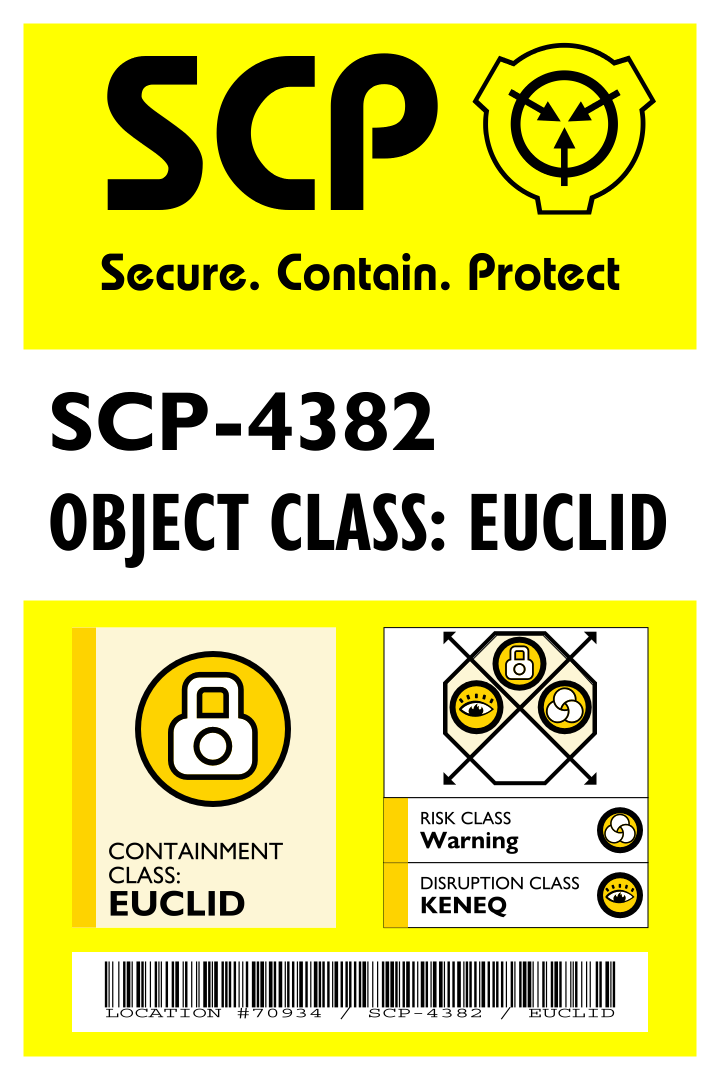 SCP
Secure. Contain. Protect
SCP-4382
OBJECT CLASS: EUCLID
CONTAINMENT
CLASS:
EUCLID
RISK CLASS
Warning
DISRUPTION CLASS
KENEQ
LOCATION #70934 / SCP-4382 / EUCLID